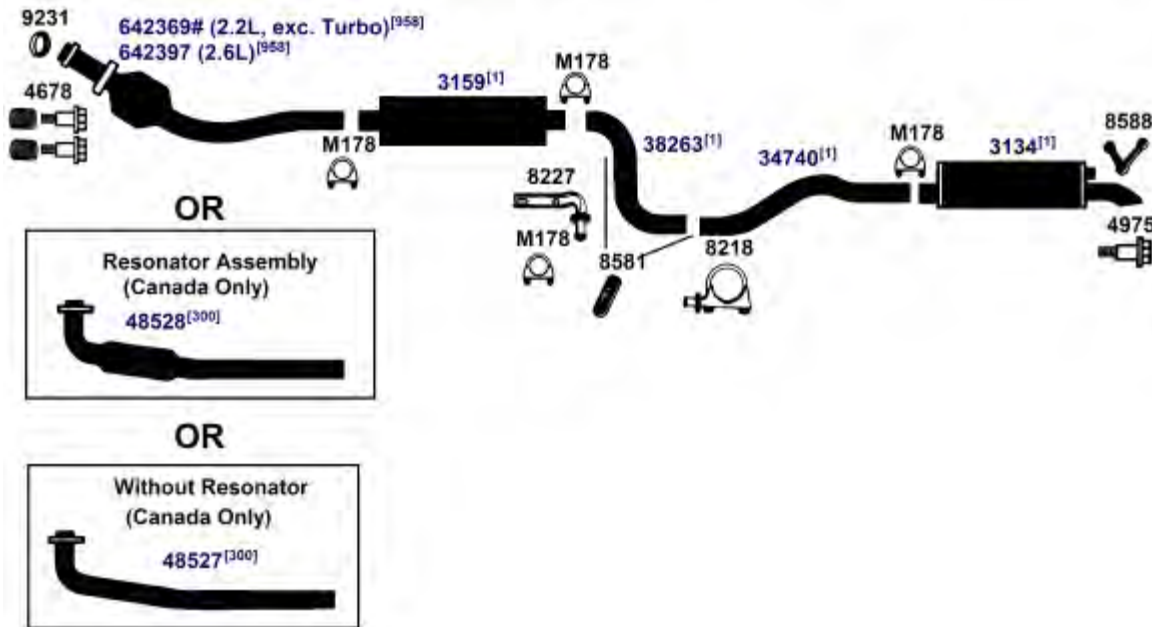 9231
642369# (2.2L, exc. Turbo)[958]
642397 (2.6L)[958]
4678
3159[1]
M178
M178
38263[1]
34740[1]
M178
3134[1]
8588
8227
M178
8581
8218
4975
OR
Resonator Assembly
(Canada Only)
48528[300]
OR
Without Resonator
(Canada Only)
48527[300]